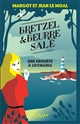 MARGOT ET JEAN LE MOAL
BRETZEL
& BEURRE
SALÉ
UNE ENQUÊTE
À LOCMARIA